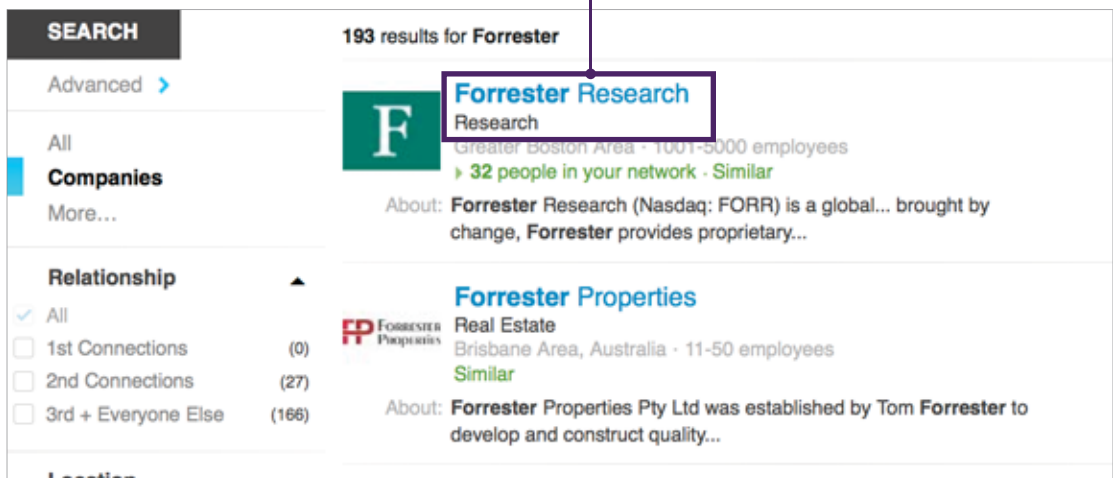 SEARCH
Advanced
All
Companies
More...
Relationship
All
1st Connections (0)
2nd Connections (27)
3rd + Everyone Else (166)
Location
193 results for Forrester
F
Forrester Research
Research
Greater Boston Area · 1001-5000 employees
32 people in your network · Similar
About: Forrester Research (Nasdaq: FORR) is a global... brought by
change, Forrester provides proprietary...
FP FORRESTER
PROPERTIES
Forrester Properties
Real Estate
Brisbane Area, Australia · 11-50 employees
Similar
About: Forrester Properties Pty Ltd was established by Tom Forrester to
develop and construct quality...